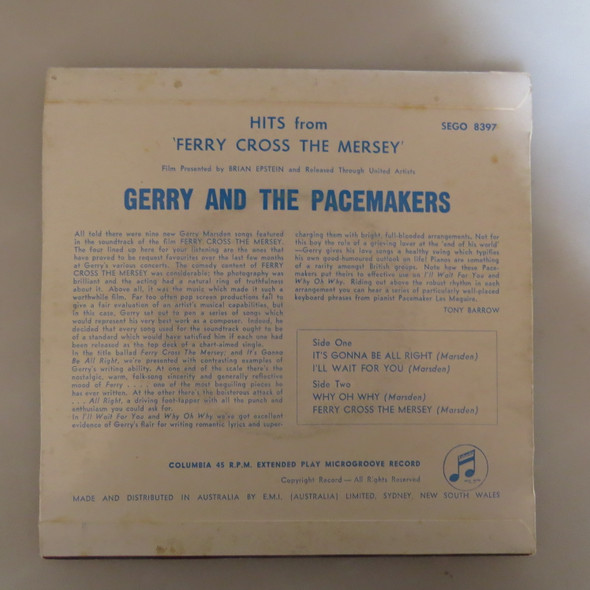 HITS from
'FERRY CROSS THE MERSEY'
SEGO 8397
Film Presented by BRIAN EPSTEIN and Released Through United Artists
GERRY AND THE PACEMAKERS
All told there were nine new Gerry Marsden songs featured
in the soundtrack of the film FERRY CROSS THE MERSEY.
The four lined up here for your listening are the ones that
have proved to be request favourites over the last few months
at Gerry's various concerts. The comedy content of FERRY
CROSS THE MERSEY was considerable: the photography was
brilliant and the acting had a natural ring of truthfulness
about it. Above all, it was the music which made it such a
worthwhile film. Far too often pop screen productions fail to
give a fair evaluation of an artist's musical capabilities, but
in this case, Gerry set out to pen a series of songs which
would represent his very best work as a composer. Indeed, he
decided that every song used for the soundtrack ought to be
of a standard which would have satisfied him if each one had
been released as the top deck of a chart-aimed single.
In the title ballad Ferry Cross The Mersey; and It's Gonna
Be All Right, we're presented with contrasting examples of
Gerry's writing ability. At one end of the scale there's the
nostalgic, warm, folk-song sincerity and generally reflective
mood of Ferry . . . . one of the most beguiling pieces he
has ever written. At the other there's the boisterous attack of
. . . All Right, a driving foot-tapper with all the punch and
enthusiasm you could ask for.
In I'll Wait For You and Why Oh Why we've got excellent
evidence of Gerry's flair for writing romantic lyrics and super-
charging them with bright, full-blooded arrangements. Not for
this boy the role of a grieving lover at the 'end of his world'
—Gerry gives his love songs a healthy swing which typifies
his own good-humoured outlook on life! Pianos are something
of a rarity amongst British groups. Note how these Pace-
makers put theirs to effective use on I'll Wait For You and
Why Oh Why. Riding out above the robust rhythm in each
arrangement you can hear a series of particularly well-placed
keyboard phrases from pianist Pacemaker Les Maguire.
TONY BARROW
Side One
IT'S GONNA BE ALL RIGHT (Marsden)
I'LL WAIT FOR YOU (Marsden)
Side Two
WHY OH WHY (Marsden)
FERRY CROSS THE MERSEY (Marsden)
COLUMBIA 45 R.P.M. EXTENDED PLAY MICROGROOVE RECORD
Copyright Record — All Rights Reserved
MADE AND DISTRIBUTED IN AUSTRALIA BY E.M.I. (AUSTRALIA) LIMITED, SYDNEY, NEW SOUTH WALES